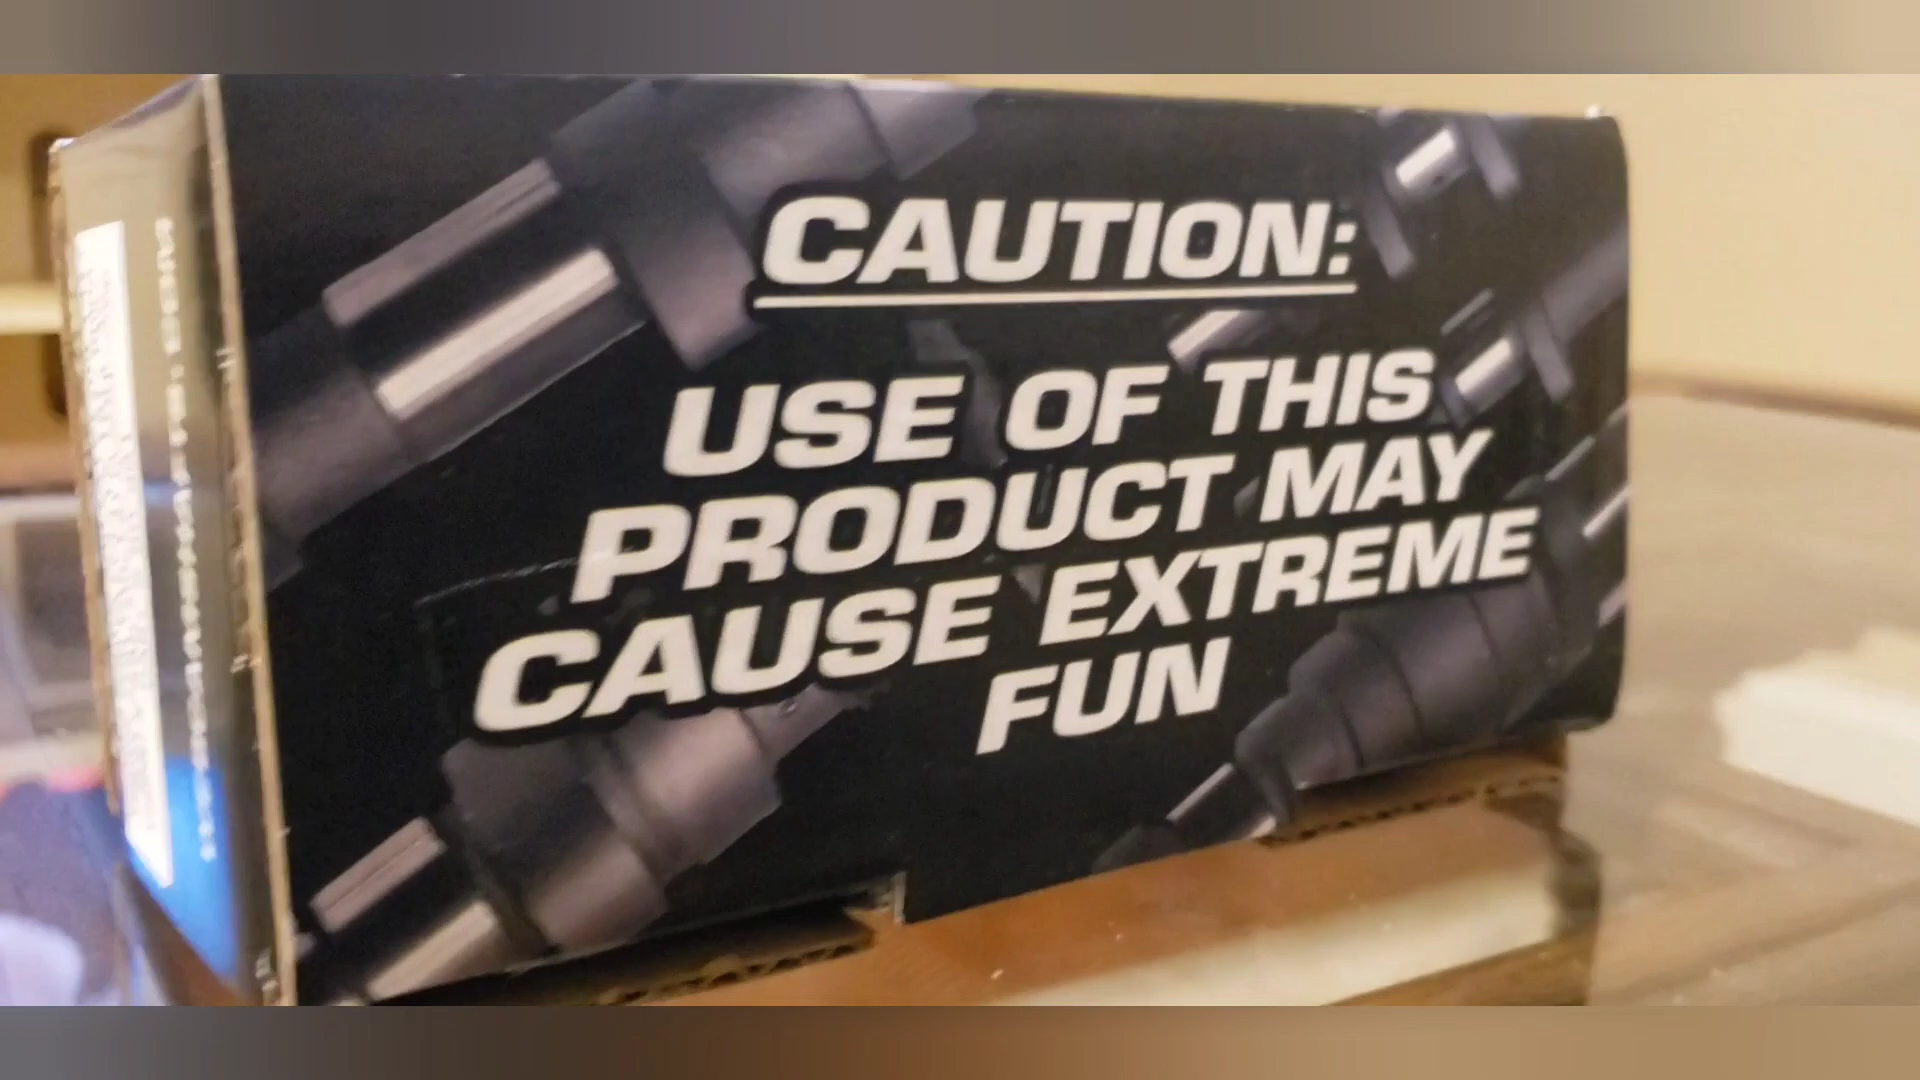 CAUTION:
USE OF THIS
PRODUCT MAY
CAUSE EXTREME
FUN